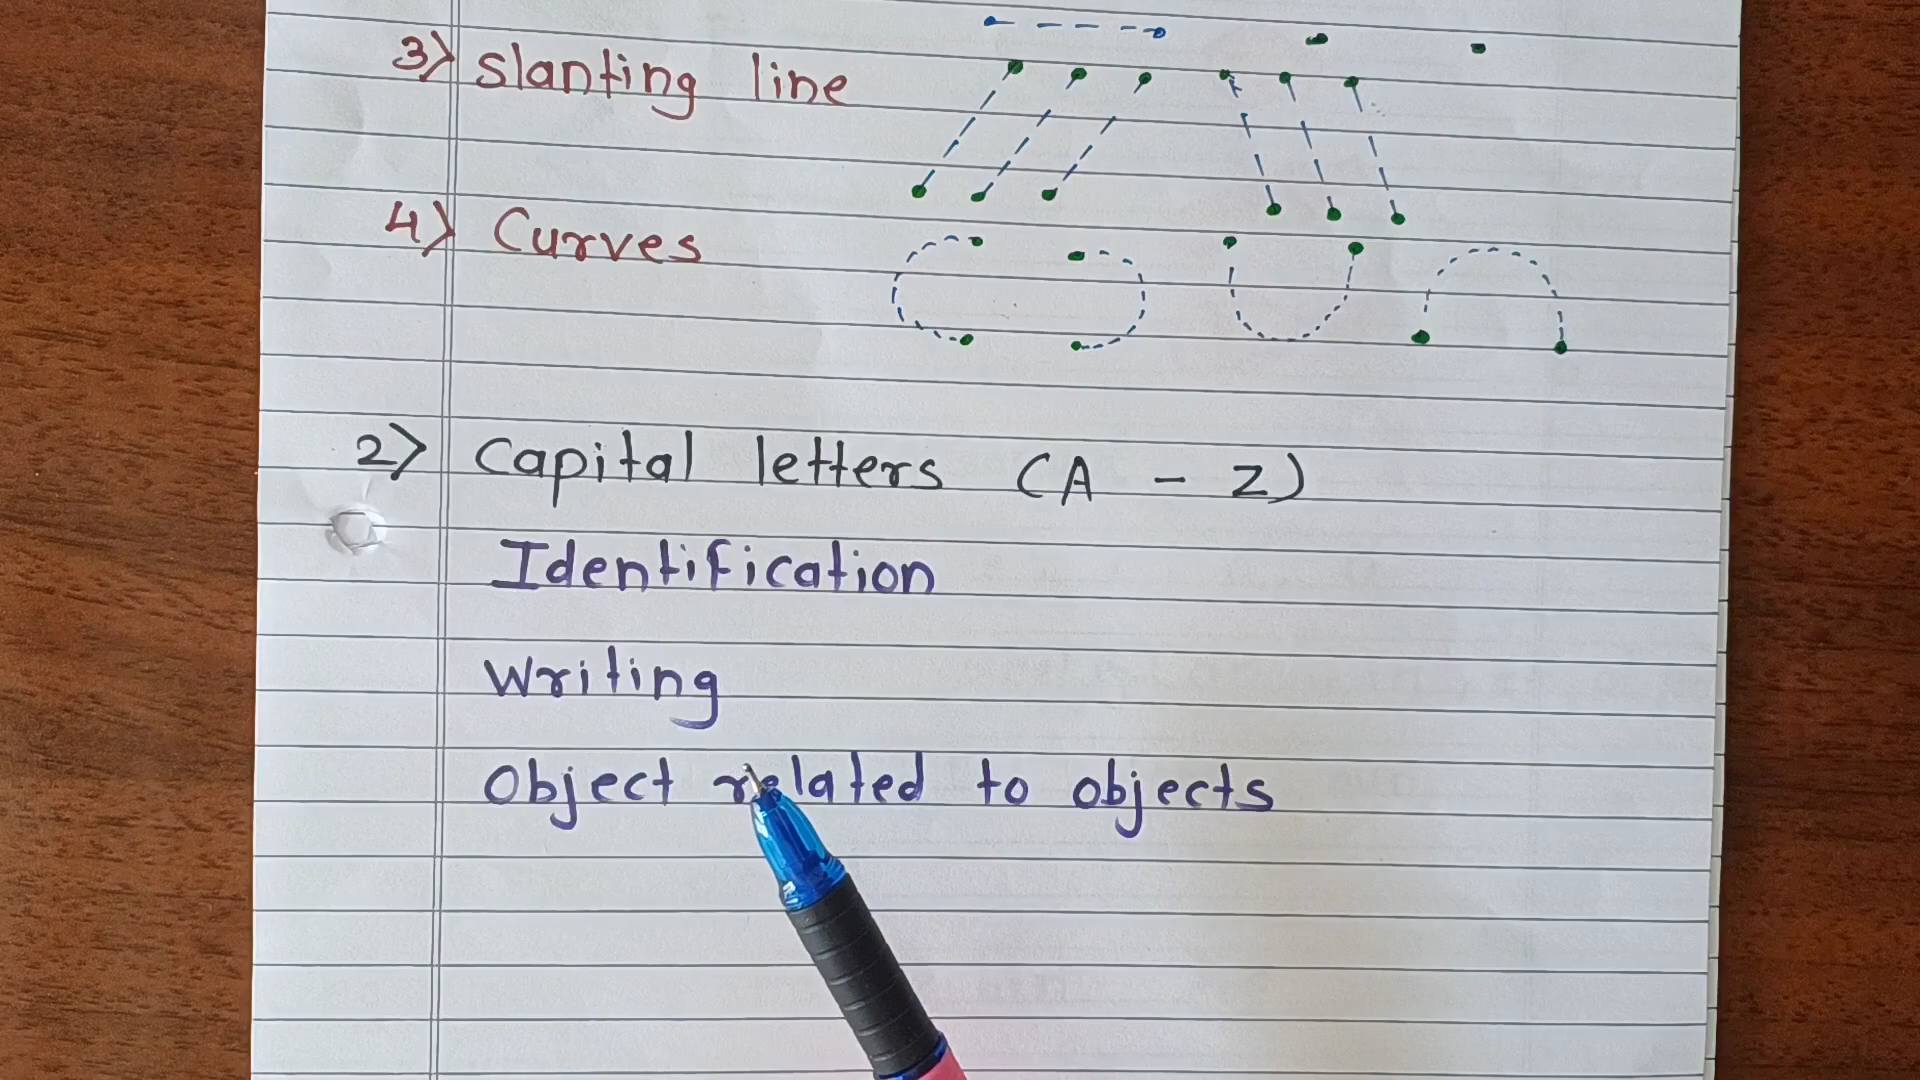 3) Slanting line
4) Curves
2) Capital letters (A - Z)
Identification
Writing
Object related to objects